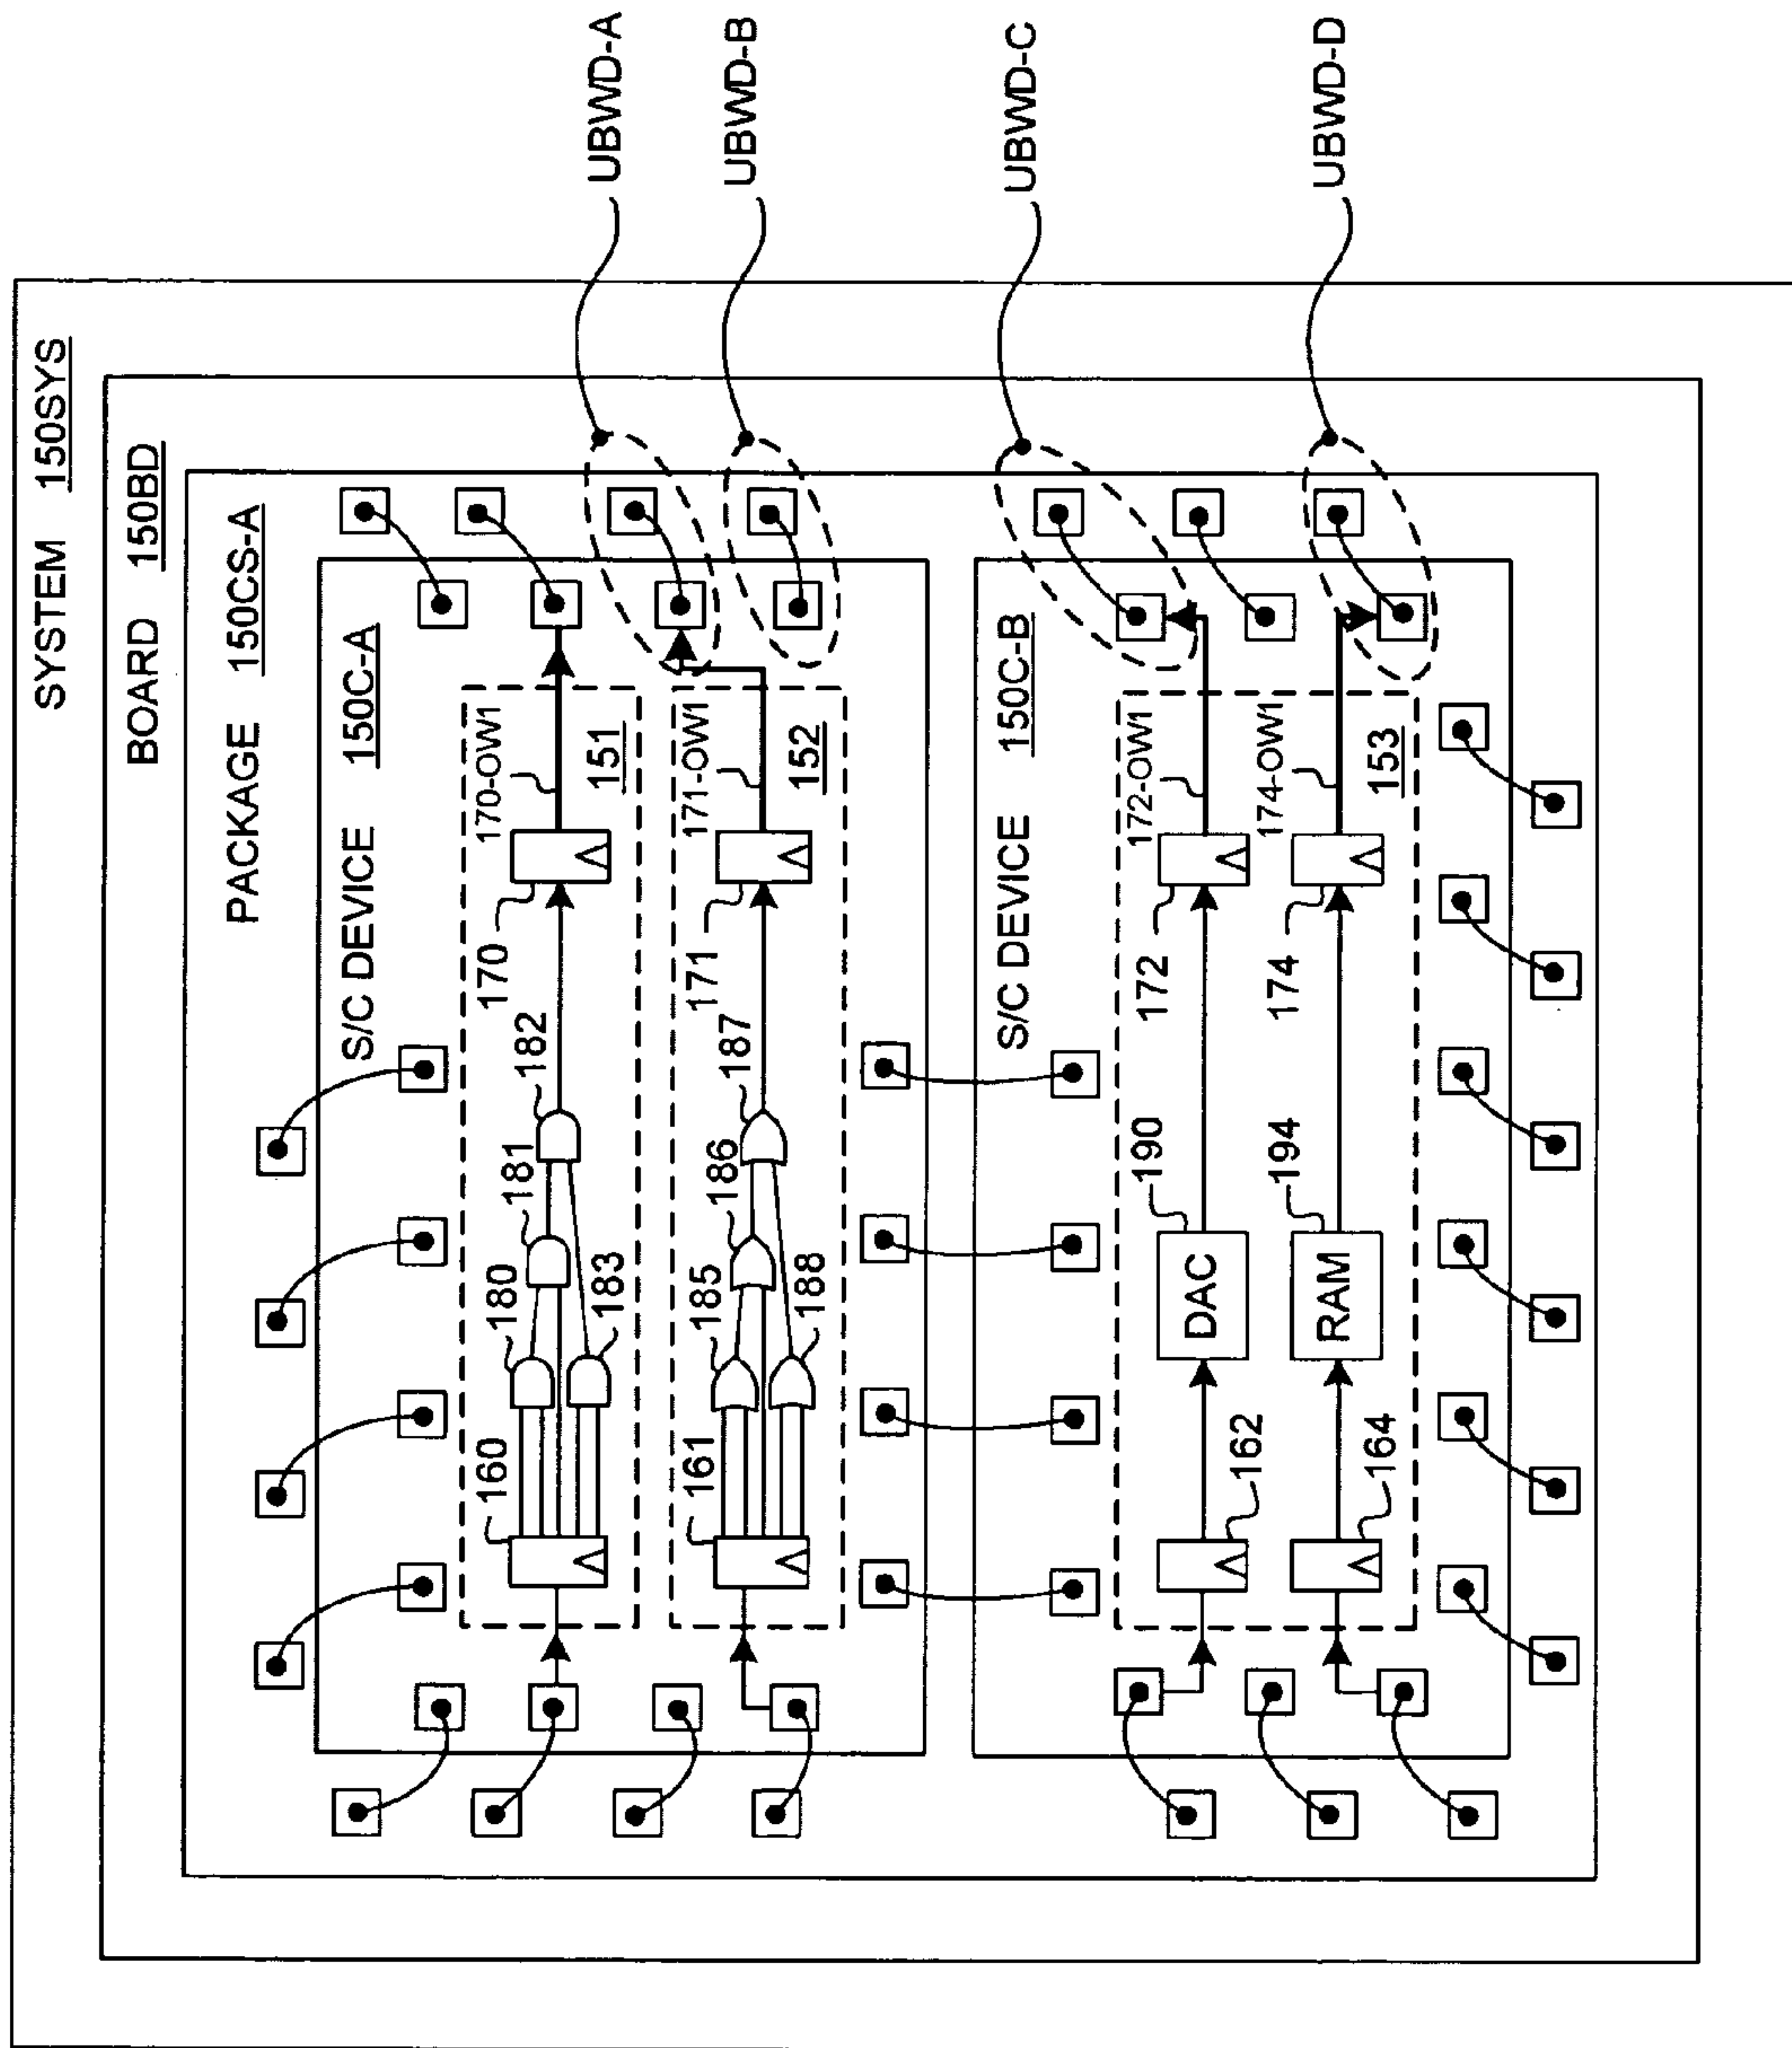 SYSTEM 150SYS
BOARD 150BD
PACKAGE 150CS-A
S/C DEVICE 150C-A
160
180
181
182
183
170
170-OW1
151
161
185
186
187
188
171
171-OW1
152
S/C DEVICE 150C-B
162
DAC
190
172
172-OW1
164
RAM
194
174
174-OW1
153
UBWD-A
UBWD-B
UBWD-C
UBWD-D